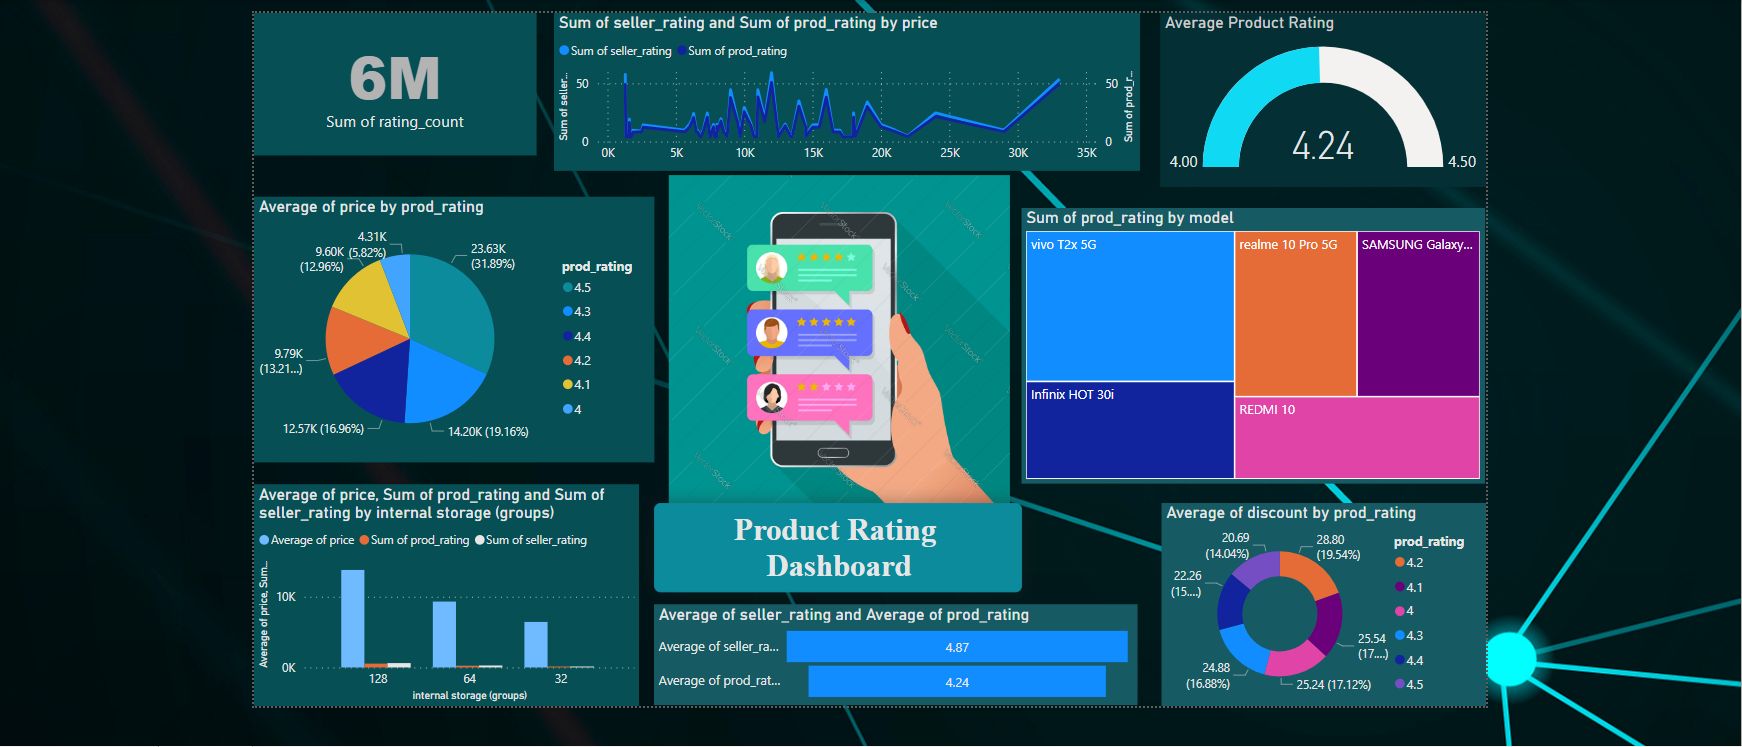 6M
Sum of rating_count
Sum of seller_rating and Sum of prod_rating by price
Sum of seller_rating Sum of prod_rating
Sum of seller...
50
0
50
0
Sum of prod_r...
0K 5K 10K 15K 20K 25K 30K 35K
Average Product Rating
4.24
4.00
4.50
Average of price by prod_rating
4.31K
(5.82%)
9.60K
(12.96%)
23.63K
(31.89%)
9.79K
(13.21...)
12.57K (16.96%)
14.20K (19.16%)
prod_rating
4.5
4.3
4.4
4.2
4.1
4
VectorStock
VectorStock
VectorStock
VectorStock
VectorStock
VectorStock
VectorStock
VectorStock
VectorStock
Sum of prod_rating by model
vivo T2x 5G
realme 10 Pro 5G
SAMSUNG Galaxy...
Infinix HOT 30i
REDMI 10
Average of price, Sum of prod_rating and Sum of
seller_rating by internal storage (groups)
Average of price Sum of prod_rating Sum of seller_rating
Average of price, Sum...
10K
0K
128 64 32
internal storage (groups)
Product Rating
Dashboard
Average of seller_rating and Average of prod_rating
Average of seller_ra... 4.87
Average of prod_rat... 4.24
Average of discount by prod_rating
20.69
(14.04%)
28.80
(19.54%)
22.26
(15....)
25.54
(17....)
24.88
(16.88%)
25.24 (17.12%)
prod_rating
4.2
4.1
4
4.3
4.4
4.5